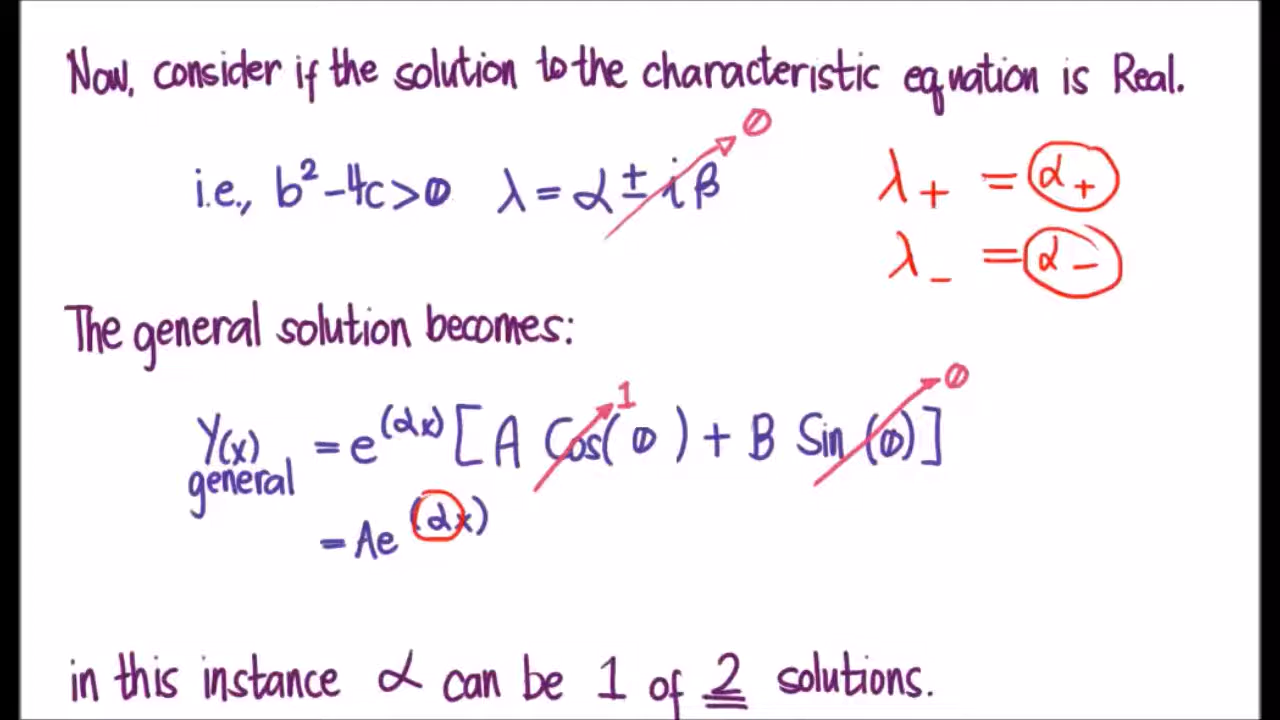 Now, consider if the solution to the characteristic equation is Real.
i.e., b²-4c>0 λ = α ± iβ 0
λ₊ = α₊
λ₋ = α₋
The general solution becomes:
Y(x) general = e^(αx) [A Cos(0) + B Sin(0)] 1 0
= Ae^(αx)
in this instance α can be 1 of 2 solutions.